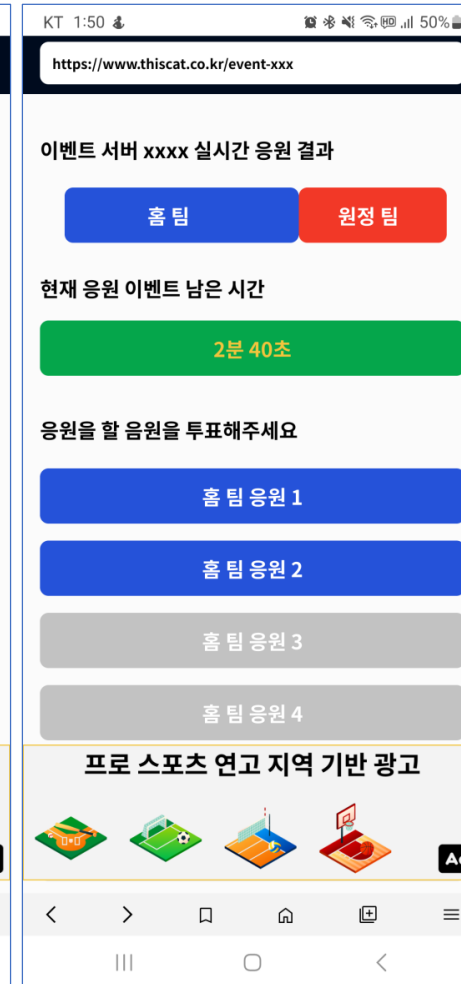 KT 1:50
HD
50%
https://www.thiscat.co.kr/event-xxx
이벤트 서버 xxxx 실시간 응원 결과
홈 팀 원정 팀
현재 응원 이벤트 남은 시간
2분 40초
응원을 할 음원을 투표해주세요
홈 팀 응원 1
홈 팀 응원 2
홈 팀 응원 3
홈 팀 응원 4
프로 스포츠 연고 지역 기반 광고